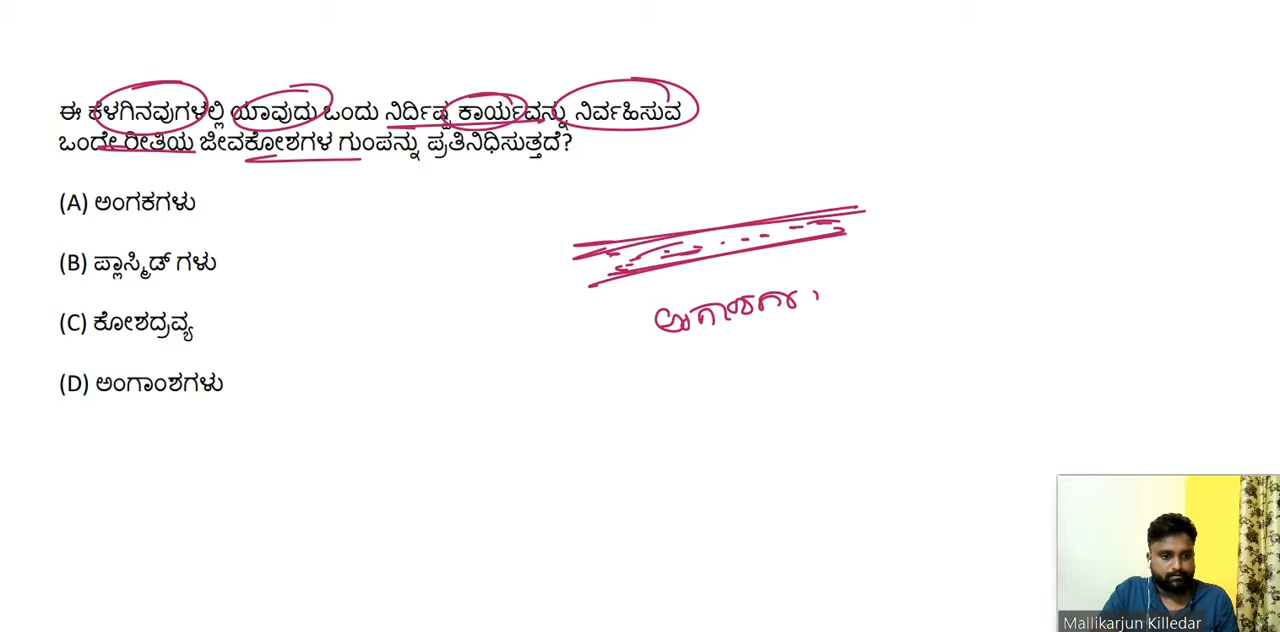 ಈ ಕೆಳಗಿನವುಗಳಲ್ಲಿ ಯಾವುದು ಒಂದು ನಿರ್ದಿಷ್ಟ ಕಾರ್ಯವನ್ನು ನಿರ್ವಹಿಸುವ
ಒಂದೇ ರೀತಿಯ ಜೀವಕೋಶಗಳ ಗುಂಪನ್ನು ಪ್ರತಿನಿಧಿಸುತ್ತದೆ?
(A) ಅಂಗಕಗಳು
(B) ಪ್ಲಾಸ್ಮಿಡ್ ಗಳು
(C) ಕೋಶದ್ರವ್ಯ
(D) ಅಂಗಾಂಶಗಳು
Mallikarjun Killedar